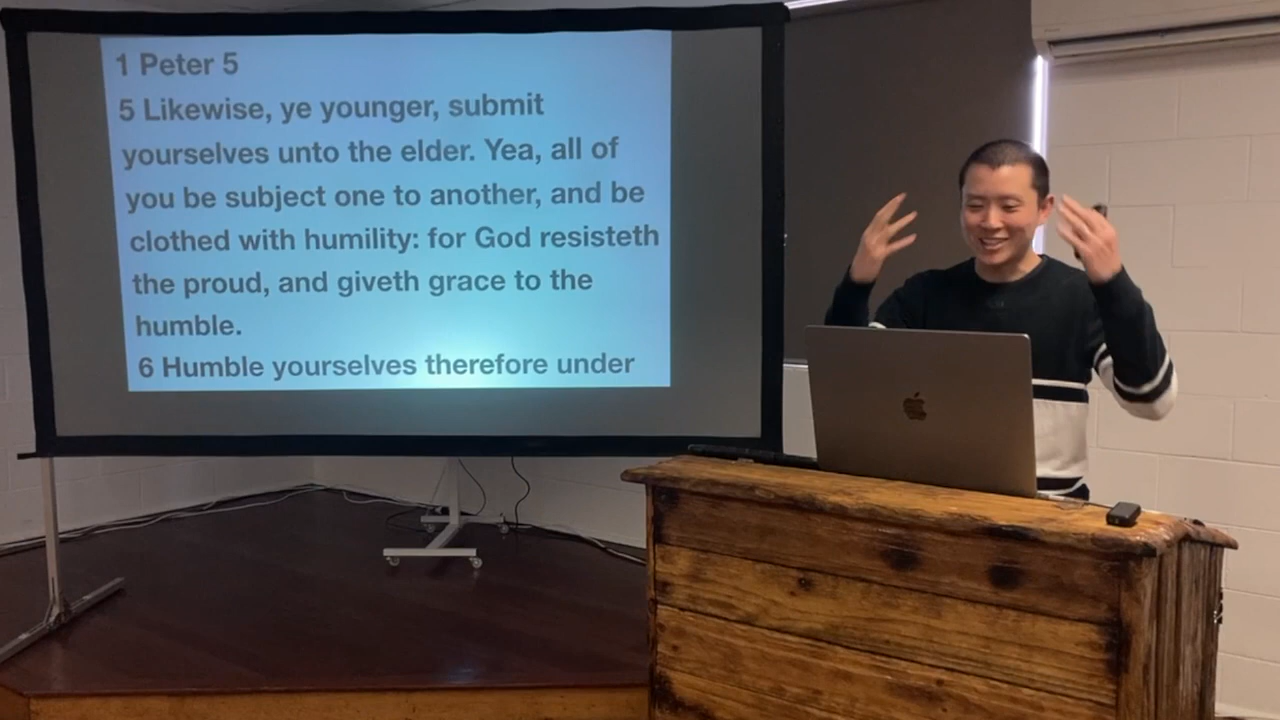 1 Peter 5
5 Likewise, ye younger, submit
yourselves unto the elder. Yea, all of
you be subject one to another, and be
clothed with humility: for God resisteth
the proud, and giveth grace to the
humble.
6 Humble yourselves therefore under